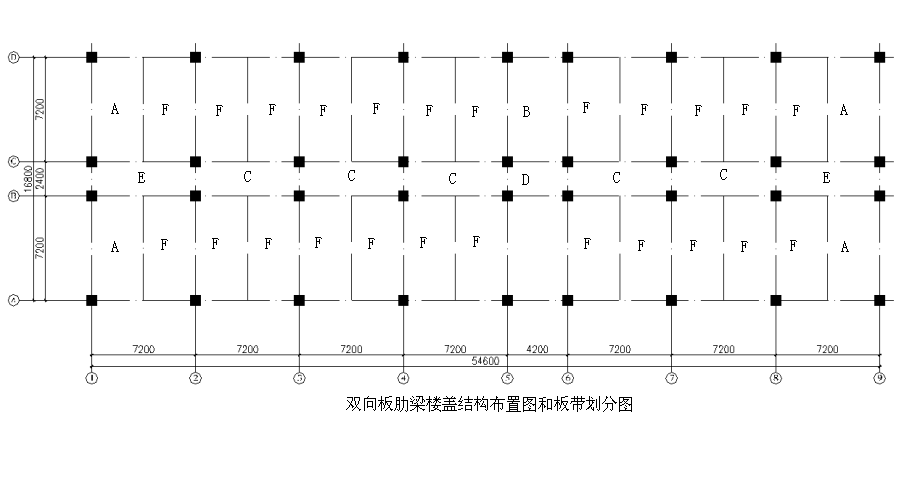 D
A F F F F F F F B F F F F F A
7200
C
E C C C D C C E
16800
2400
B
A F F F F F F F F F F F F A
7200
A
7200 7200 7200 7200 4200 7200 7200 7200
54600
1 2 3 4 5 6 7 8 9
双向板肋梁楼盖结构布置图和板带划分图